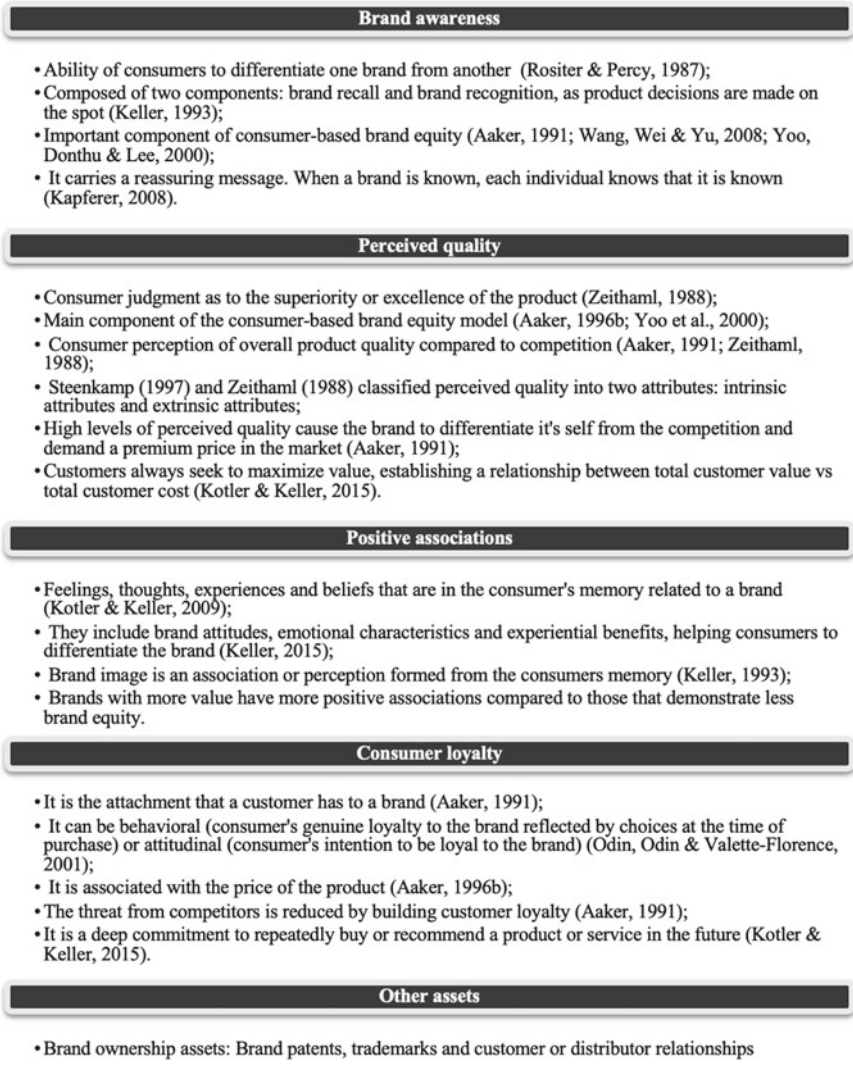 Brand awareness
•Ability of consumers to differentiate one brand from another (Rositer & Percy, 1987);
•Composed of two components: brand recall and brand recognition, as product decisions are made on
the spot (Keller, 1993);
•Important component of consumer-based brand equity (Aaker, 1991; Wang, Wei & Yu, 2008; Yoo,
Donthu & Lee, 2000);
• It carries a reassuring message. When a brand is known, each individual knows that it is known
(Kapferer, 2008).
Perceived quality
•Consumer judgment as to the superiority or excellence of the product (Zeithaml, 1988);
•Main component of the consumer-based brand equity model (Aaker, 1996b; Yoo et al., 2000);
• Consumer perception of overall product quality compared to competition (Aaker, 1991; Zeithaml,
1988);
• Steenkamp (1997) and Zeithaml (1988) classified perceived quality into two attributes: intrinsic
attributes and extrinsic attributes;
•High levels of perceived quality cause the brand to differentiate it's self from the competition and
demand a premium price in the market (Aaker, 1991);
•Customers always seek to maximize value, establishing a relationship between total customer value vs
total customer cost (Kotler & Keller, 2015).
Positive associations
•Feelings, thoughts, experiences and beliefs that are in the consumer's memory related to a brand
(Kotler & Keller, 2009);
• They include brand attitudes, emotional characteristics and experiential benefits, helping consumers to
differentiate the brand (Keller, 2015);
• Brand image is an association or perception formed from the consumers memory (Keller, 1993);
• Brands with more value have more positive associations compared to those that demonstrate less
brand equity.
Consumer loyalty
•It is the attachment that a customer has to a brand (Aaker, 1991);
• It can be behavioral (consumer's genuine loyalty to the brand reflected by choices at the time of
purchase) or attitudinal (consumer's intention to be loyal to the brand) (Odin, Odin & Valette-Florence,
2001);
• It is associated with the price of the product (Aaker, 1996b);
•The threat from competitors is reduced by building customer loyalty (Aaker, 1991);
•It is a deep commitment to repeatedly buy or recommend a product or service in the future (Kotler &
Keller, 2015).
Other assets
•Brand ownership assets: Brand patents, trademarks and customer or distributor relationships